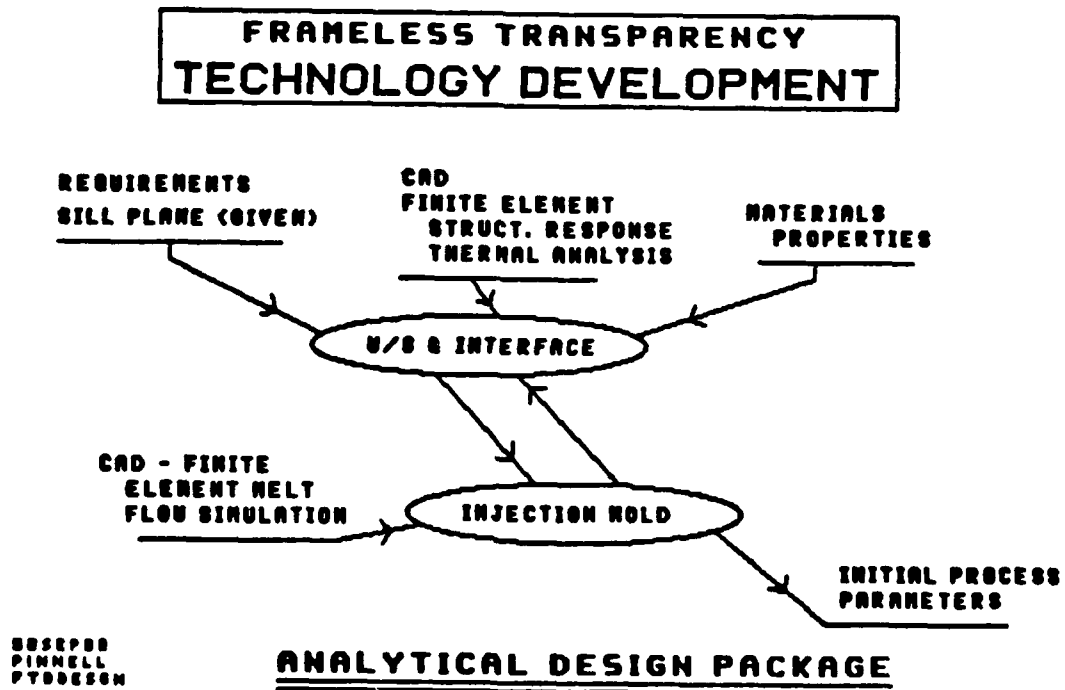 FRAMELESS TRANSPARENCY
TECHNOLOGY DEVELOPMENT
REQUIREMENTS
SILL PLANE (GIVEN)
CAD
FINITE ELEMENT
STRUCT. RESPONSE
THERMAL ANALYSIS
MATERIALS
PROPERTIES
W/S & INTERFACE
CAD - FINITE
ELEMENT MELT
FLOW SIMULATION
INJECTION MOLD
INITIAL PROCESS
PARAMETERS
PINNELL
ANALYTICAL DESIGN PACKAGE